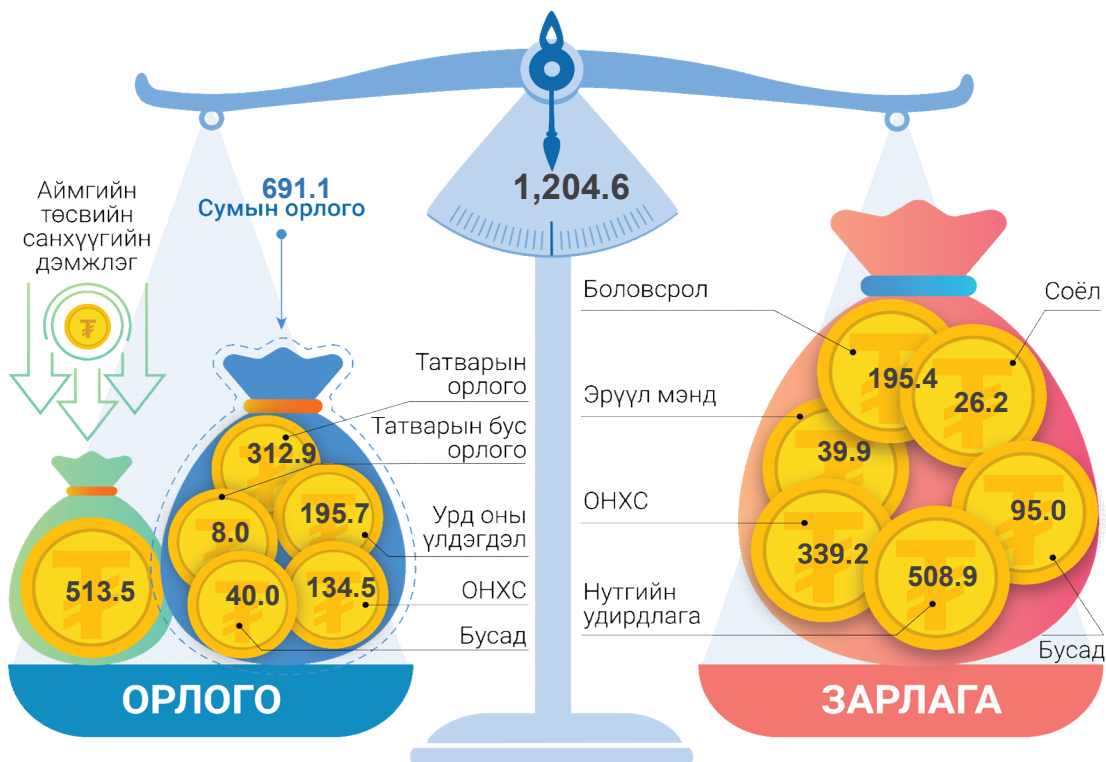 1,204.6
Аймгийн
төсвийн
санхүүгийн
дэмжлэг
691.1
Сумын орлого
Татварын
орлого
312.9
Татварын бус
орлого
8.0
195.7
Урд оны
үлдэгдэл
513.5
40.0
134.5
ОНХС
Бусад
ОРЛОГО
Боловсрол
195.4
Соёл
26.2
Эрүүл мэнд
39.9
ОНХС
339.2
95.0
508.9
Нутгийн
удирдлага
Бусад
ЗАРЛАГА